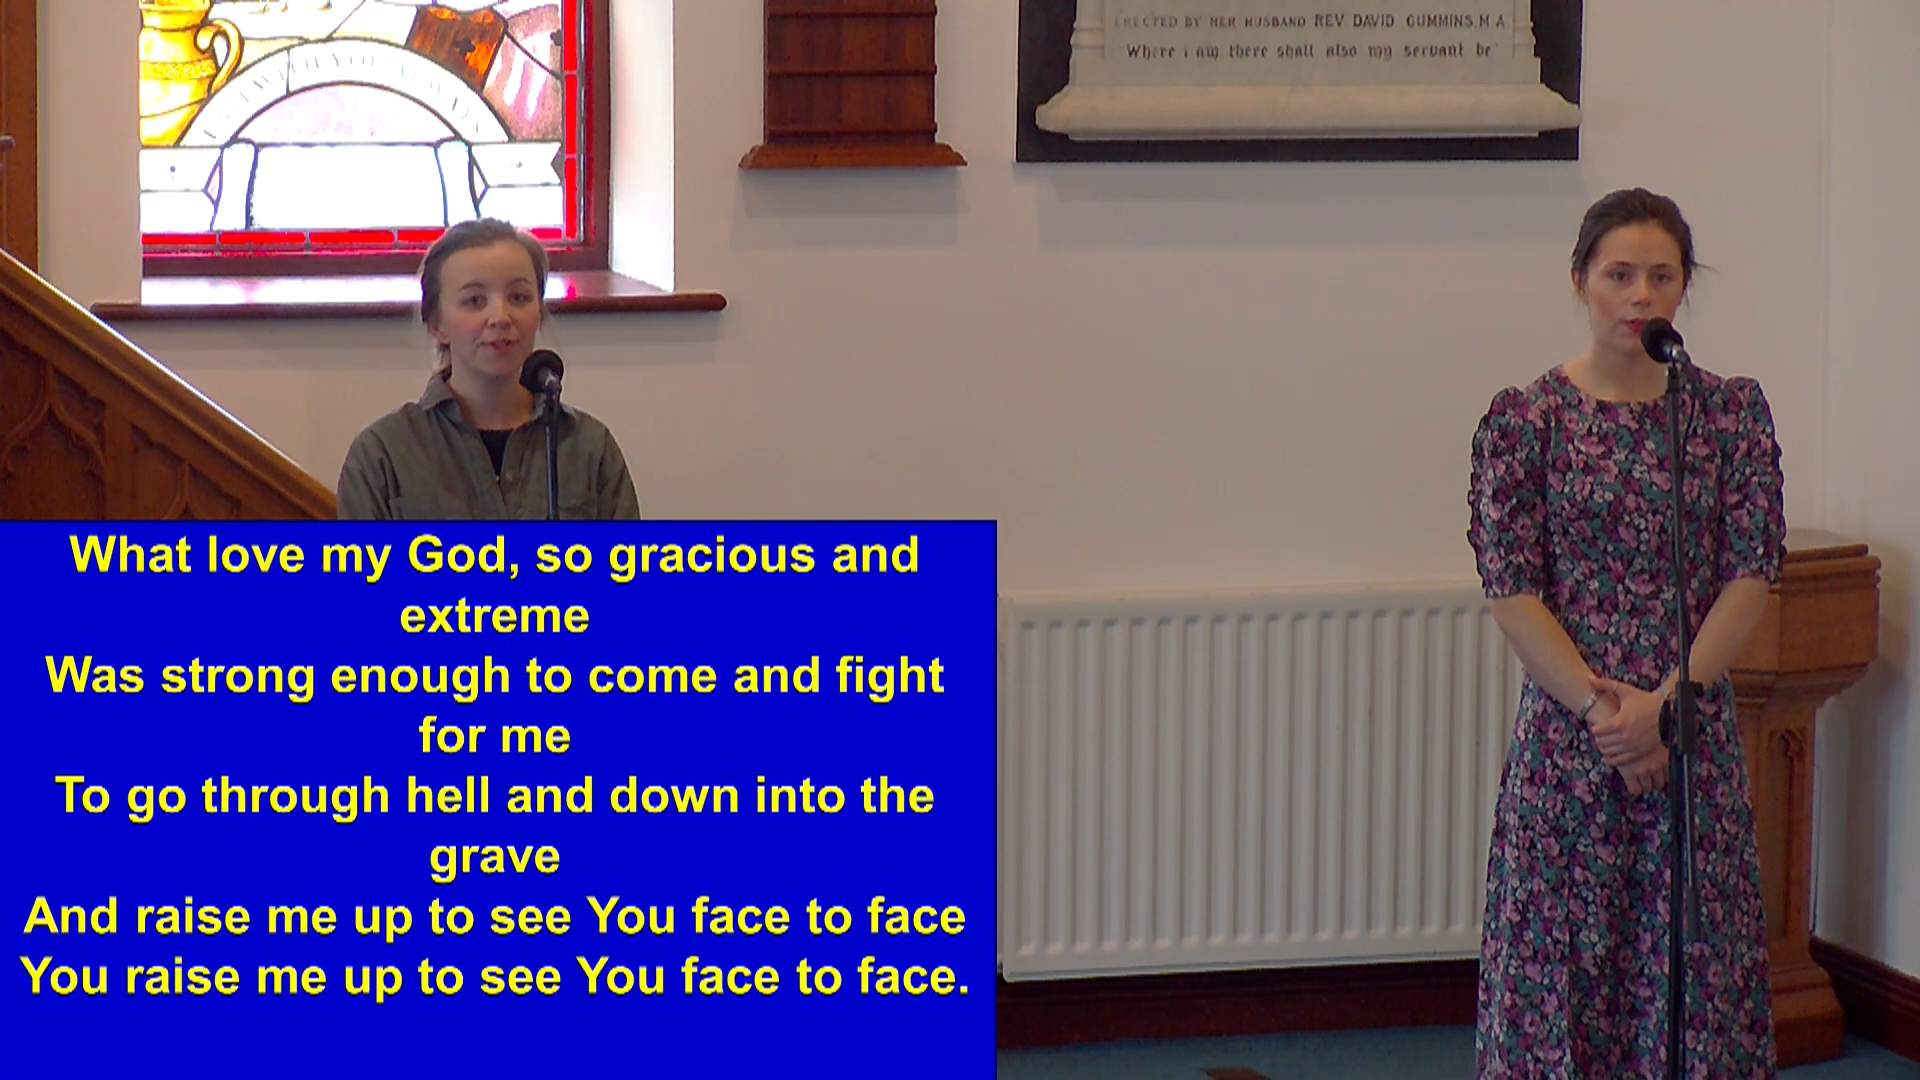 ERECTED BY HER HUSBAND REV DAVID CUMMINS. M A
"Where i am, there shall also my servant be"
What love my God, so gracious and
extreme
Was strong enough to come and fight
for me
To go through hell and down into the
grave
And raise me up to see You face to face
You raise me up to see You face to face.